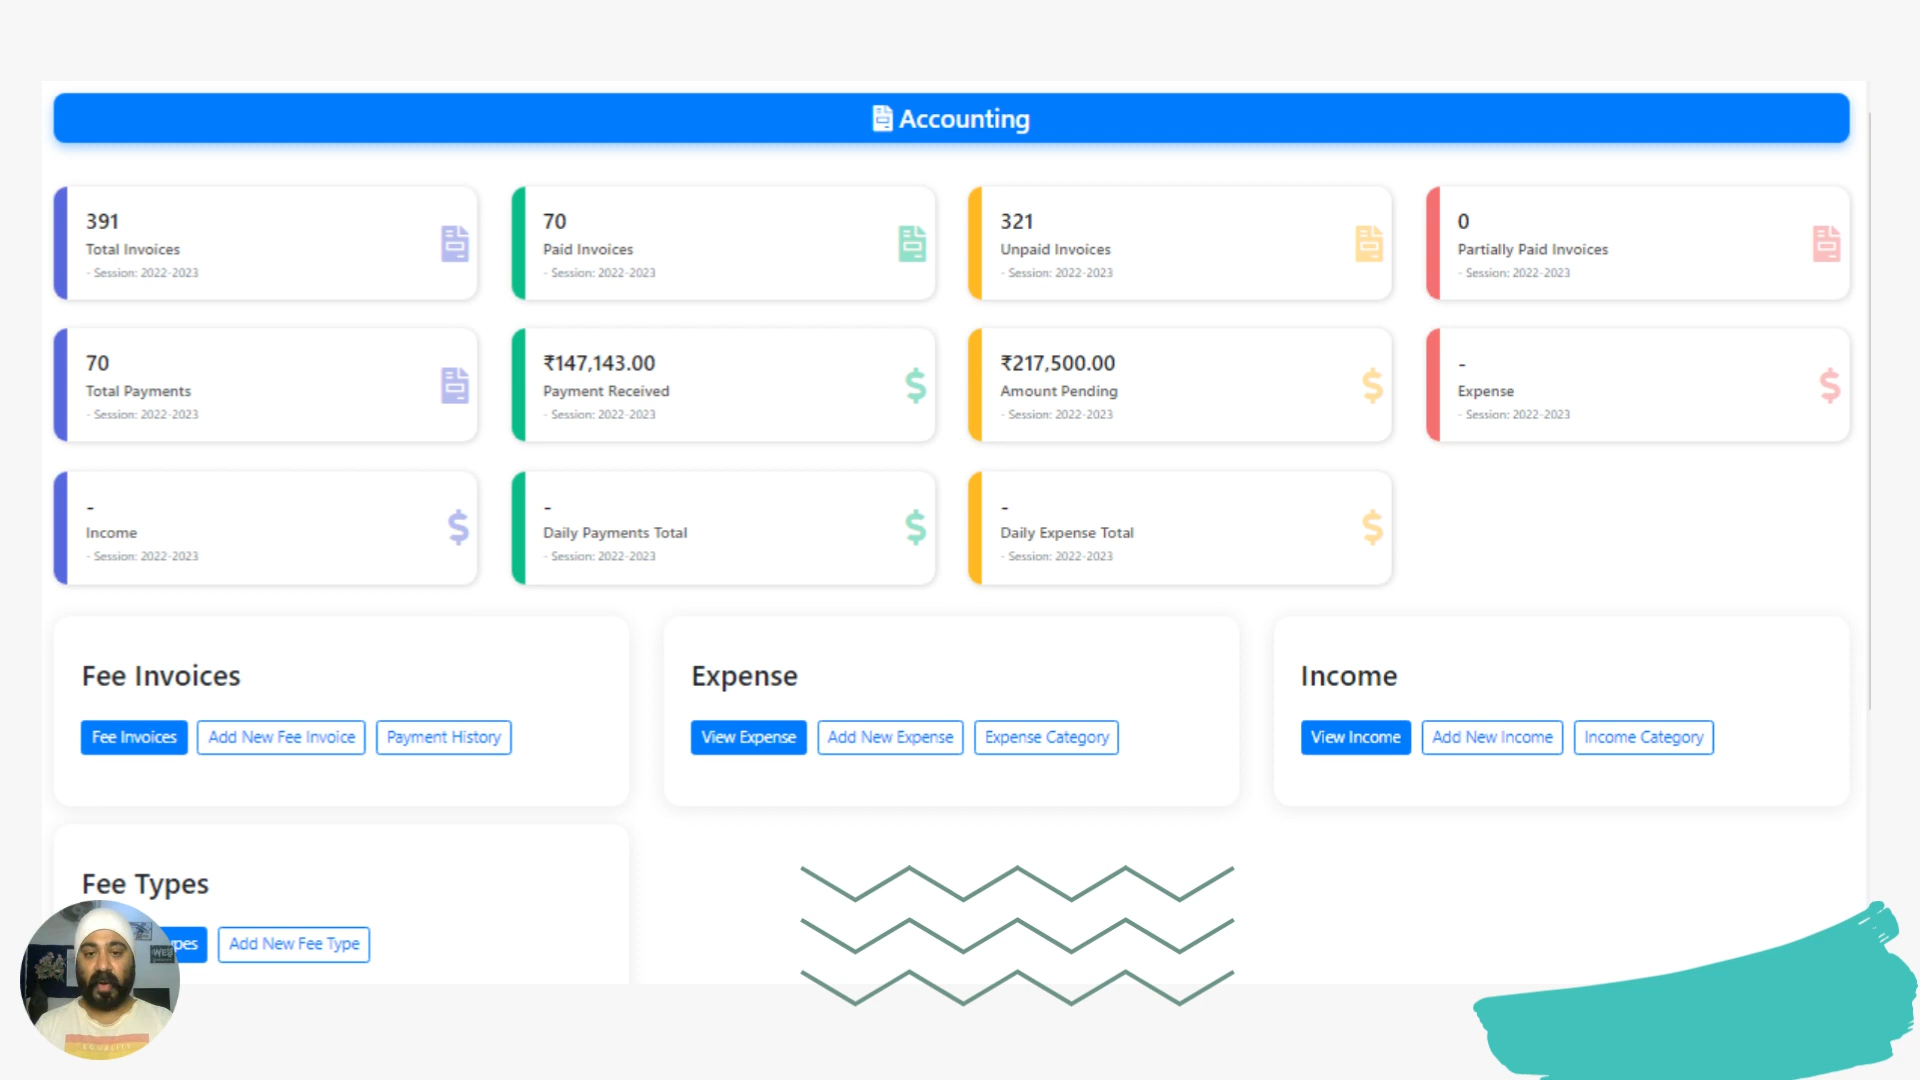 Accounting
391
Total Invoices
- Session: 2022-2023
70
Paid Invoices
- Session: 2022-2023
321
Unpaid Invoices
- Session: 2022-2023
0
Partially Paid Invoices
- Session: 2022-2023
70
Total Payments
- Session: 2022-2023
₹147,143.00
Payment Received
- Session: 2022-2023
₹217,500.00
Amount Pending
- Session: 2022-2023
-
Expense
- Session: 2022-2023
-
Income
- Session: 2022-2023
-
Daily Payments Total
- Session: 2022-2023
-
Daily Expense Total
- Session: 2022-2023
Fee Invoices
Fee Invoices Add New Fee Invoice Payment History
Expense
View Expense Add New Expense Expense Category
Income
View Income Add New Income Income Category
Fee Types
Add New Fee Type
EQUALITY